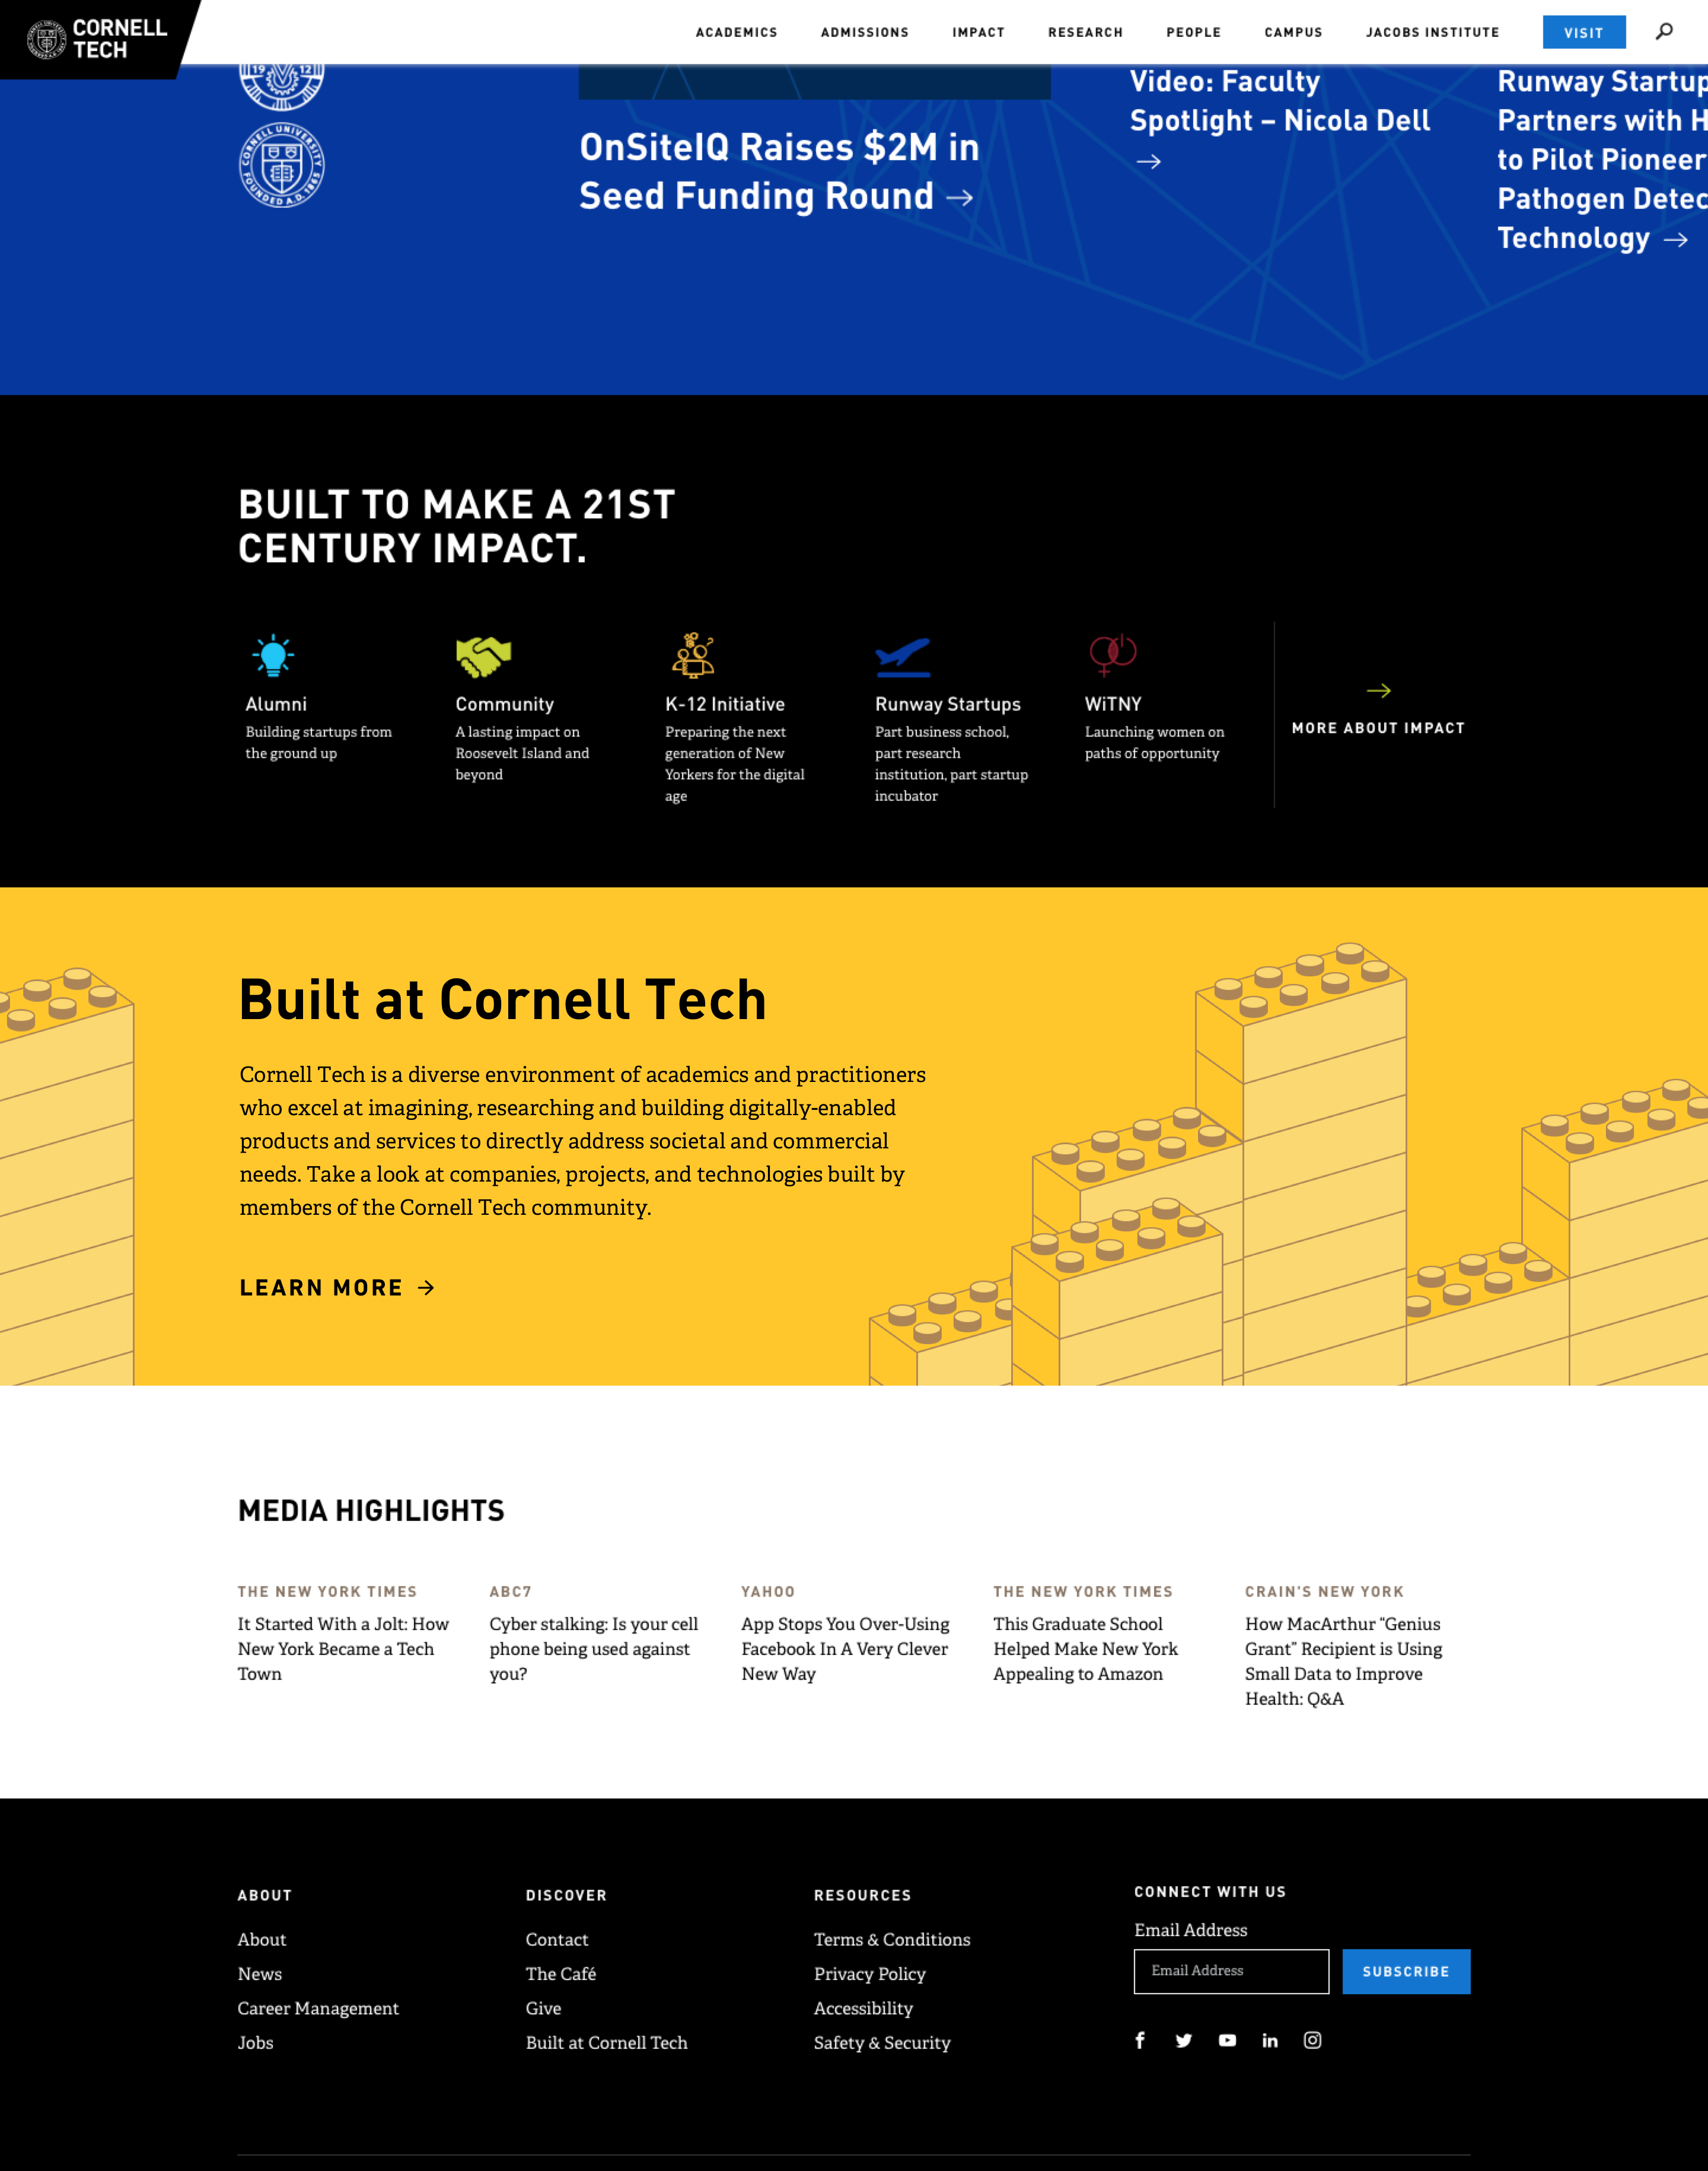 CORNELL
TECH
ACADEMICS
ADMISSIONS
IMPACT
RESEARCH
PEOPLE
CAMPUS
JACOBS INSTITUTE
VISIT
1912
CORNELL UNIVERSITY
FOUNDED A.D. 1865
OnSiteIQ Raises $2M in
Seed Funding Round →
Video: Faculty
Spotlight – Nicola Dell
→
Runway Startup
Partners with H
to Pilot Pioneer
Pathogen Detec
Technology →
BUILT TO MAKE A 21ST
CENTURY IMPACT.
Alumni
Building startups from
the ground up
Community
A lasting impact on
Roosevelt Island and
beyond
K-12 Initiative
Preparing the next
generation of New
Yorkers for the digital
age
Runway Startups
Part business school,
part research
institution, part startup
incubator
WiTNY
Launching women on
paths of opportunity
→
MORE ABOUT IMPACT
Built at Cornell Tech
Cornell Tech is a diverse environment of academics and practitioners
who excel at imagining, researching and building digitally-enabled
products and services to directly address societal and commercial
needs. Take a look at companies, projects, and technologies built by
members of the Cornell Tech community.
LEARN MORE →
MEDIA HIGHLIGHTS
THE NEW YORK TIMES
It Started With a Jolt: How
New York Became a Tech
Town
ABC7
Cyber stalking: Is your cell
phone being used against
you?
YAHOO
App Stops You Over-Using
Facebook In A Very Clever
New Way
THE NEW YORK TIMES
This Graduate School
Helped Make New York
Appealing to Amazon
CRAIN'S NEW YORK
How MacArthur “Genius
Grant” Recipient is Using
Small Data to Improve
Health: Q&A
ABOUT
About
News
Career Management
Jobs
DISCOVER
Contact
The Café
Give
Built at Cornell Tech
RESOURCES
Terms & Conditions
Privacy Policy
Accessibility
Safety & Security
CONNECT WITH US
Email Address
Email Address
SUBSCRIBE